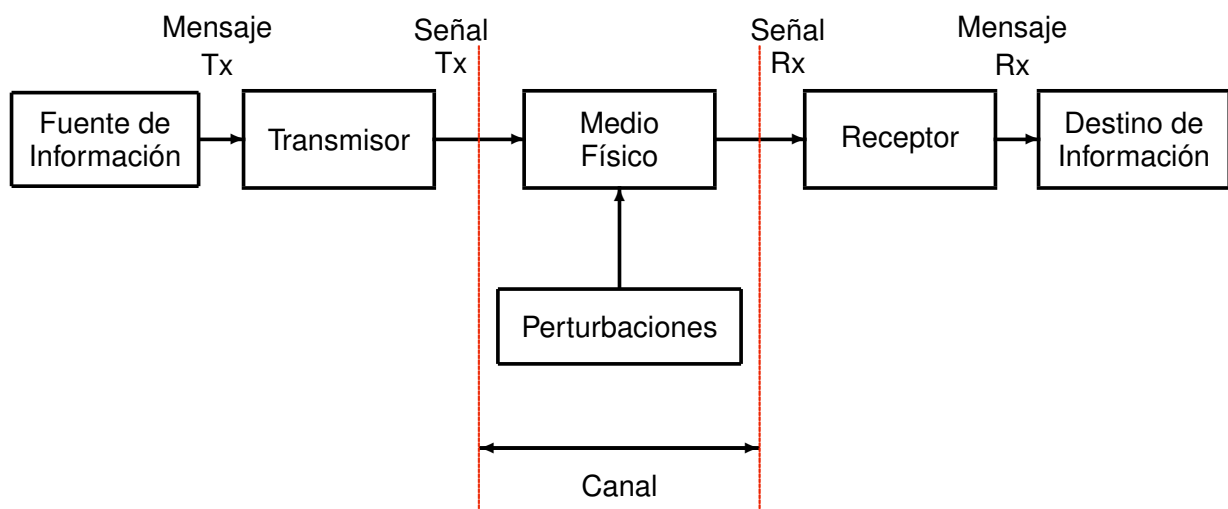 Mensaje
Tx
Señal
Tx
Señal
Rx
Mensaje
Rx
Fuente de
Información
Transmisor
Medio
Físico
Receptor
Destino de
Información
Perturbaciones
Canal